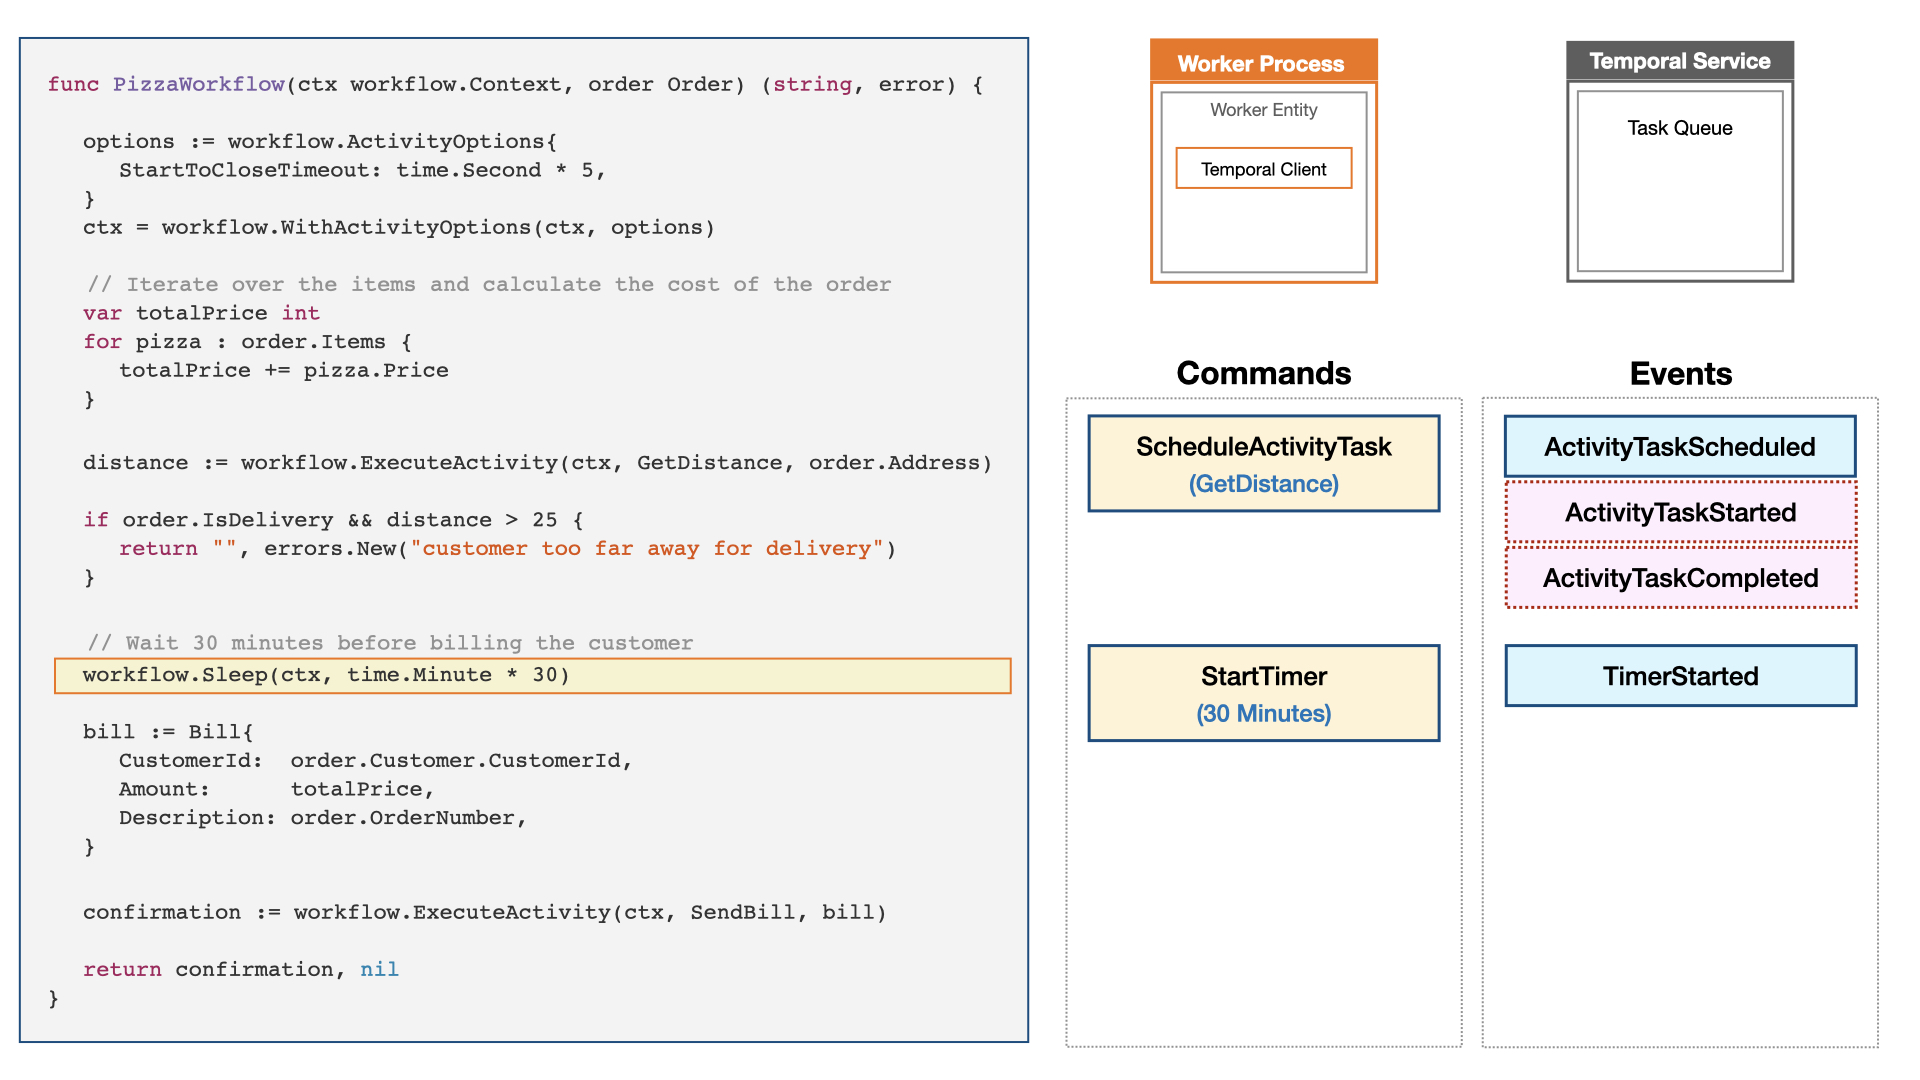 func PizzaWorkflow(ctx workflow.Context, order Order) (string, error) {
options := workflow.ActivityOptions{
StartToCloseTimeout: time.Second * 5,
}
ctx = workflow.WithActivityOptions(ctx, options)
// Iterate over the items and calculate the cost of the order
var totalPrice int
for pizza : order.Items {
totalPrice += pizza.Price
}
distance := workflow.ExecuteActivity(ctx, GetDistance, order.Address)
if order.IsDelivery && distance > 25 {
return "", errors.New("customer too far away for delivery")
}
// Wait 30 minutes before billing the customer
workflow.Sleep(ctx, time.Minute * 30)
bill := Bill{
CustomerId: order.Customer.CustomerId,
Amount: totalPrice,
Description: order.OrderNumber,
}
confirmation := workflow.ExecuteActivity(ctx, SendBill, bill)
return confirmation, nil
}
Worker Process
Worker Entity
Temporal Client
Temporal Service
Task Queue
Commands
ScheduleActivityTask
(GetDistance)
StartTimer
(30 Minutes)
Events
ActivityTaskScheduled
ActivityTaskStarted
ActivityTaskCompleted
TimerStarted